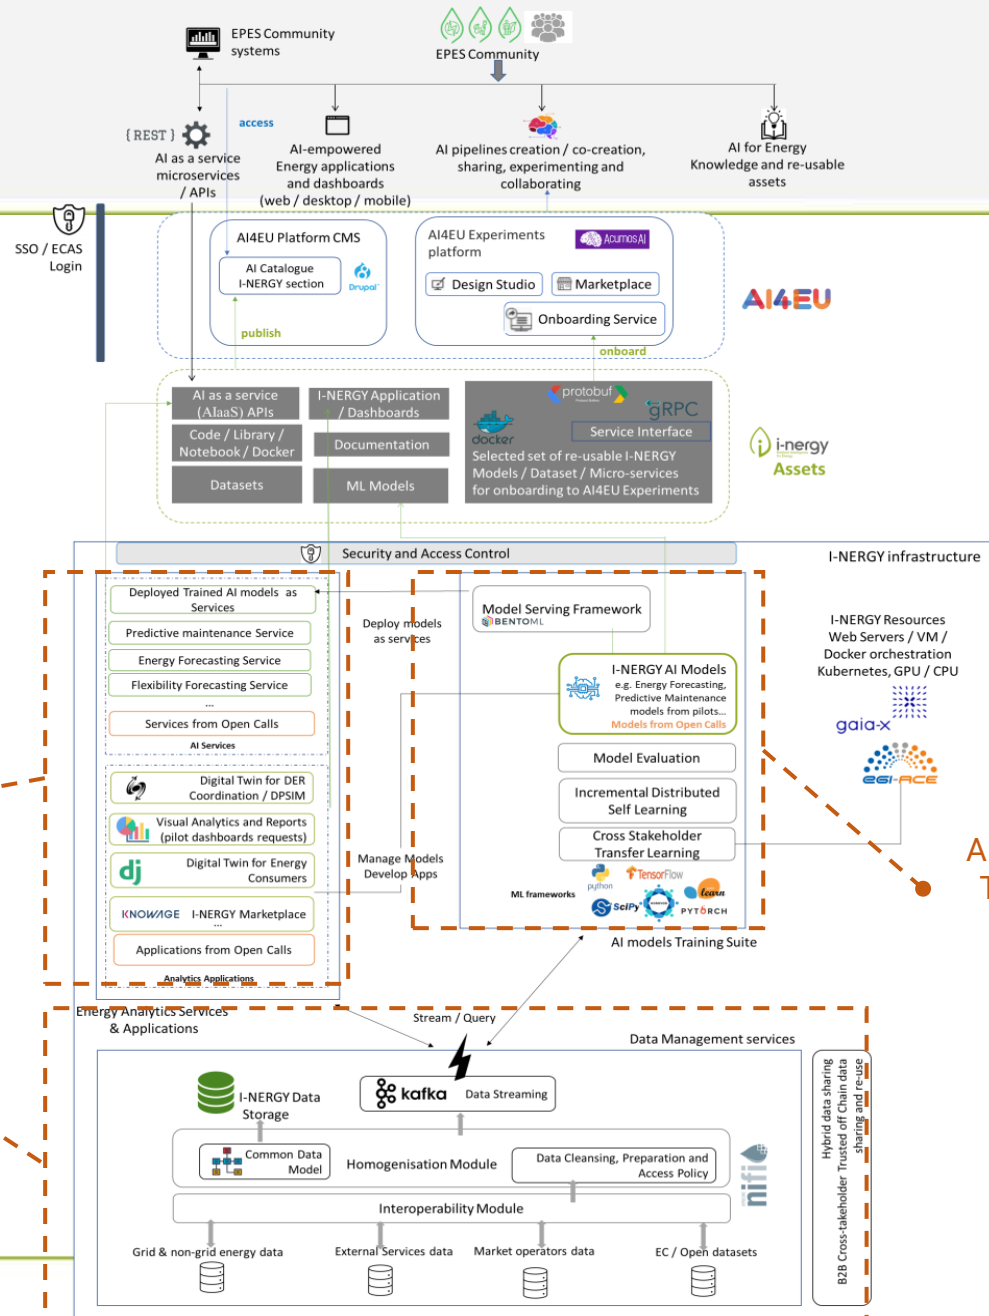 EPES Community
systems
EPES Community
{ REST }
access
AI as a service
microservices
/ APIs
AI-empowered
Energy applications
and dashboards
(web / desktop / mobile)
AI pipelines creation / co-creation,
sharing, experimenting and
collaborating
AI for Energy
Knowledge and re-usable
assets
SSO / ECAS
Login
AI4EU Platform CMS
AI Catalogue
I-NERGY section
Drupal
publish
AI4EU Experiments
platform
Acumos AI
Design Studio
Marketplace
Onboarding Service
onboard
AI4EU
AI as a service
(AIaaS) APIs
I-NERGY Application
/ Dashboards
Code / Library /
Notebook / Docker
Documentation
Datasets
ML Models
protobuf
gRPC
docker
Service Interface
Selected set of re-usable I-NERGY
Models / Dataset / Micro-services
for onboarding to AI4EU Experiments
i-nergy
Assets
Security and Access Control
I-NERGY infrastructure
Deployed Trained AI models as
Services
Predictive maintenance Service
Energy Forecasting Service
Flexibility Forecasting Service
...
Services from Open Calls
AI Services
Deploy models
as services
Model Serving Framework
BENTOML
I-NERGY AI Models
e.g. Energy Forecasting,
Predictive Maintenance
models from pilots...
Models from Open Calls
Model Evaluation
Incremental Distributed
Self Learning
Cross Stakeholder
Transfer Learning
ML frameworks
python
TensorFlow
learn
SciPy
PYTORCH
AI models Training Suite
I-NERGY Resources
Web Servers / VM /
Docker orchestration
Kubernetes, GPU / CPU
gaia-x
EGI-ACE
Digital Twin for DER
Coordination / DPSIM
Visual Analytics and Reports
(pilot dashboards requests)
dj
Digital Twin for Energy
Consumers
KNOWAGE
I-NERGY Marketplace
...
Applications from Open Calls
Analytics Applications
Manage Models
Develop Apps
A
T
Energy Analytics Services
& Applications
Stream / Query
Data Management services
I-NERGY Data
Storage
kafka
Data Streaming
Common Data
Model
Homogenisation Module
Data Cleansing, Preparation and
Access Policy
nifi
Interoperability Module
Grid & non-grid energy data
External Services data
Market operators data
EC / Open datasets
Hybrid data sharing
B2B Cross-takeholder Trusted off Chain data
sharing and re-use